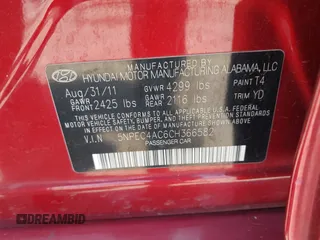 HYUNDAI MOTOR MANUFACTURING ALABAMA, LLC
Aug/31/11 GVWR 4299 lbs PAINT T4
GAWR FRONT 2425 lbs GAWR REAR 2116 lbs TRIM YD
V.I.N 5NPEC4AC6CH366582
PASSENGER CAR
THIS VEHICLE CONFORMS TO ALL APPLICABLE FEDERAL
MOTOR VEHICLE SAFETY, BUMPER, AND THEFT PREVENTION
STANDARDS IN EFFECT ON THE DATE OF MANUFACTURE
SHOWN ABOVE.
DREAMBID